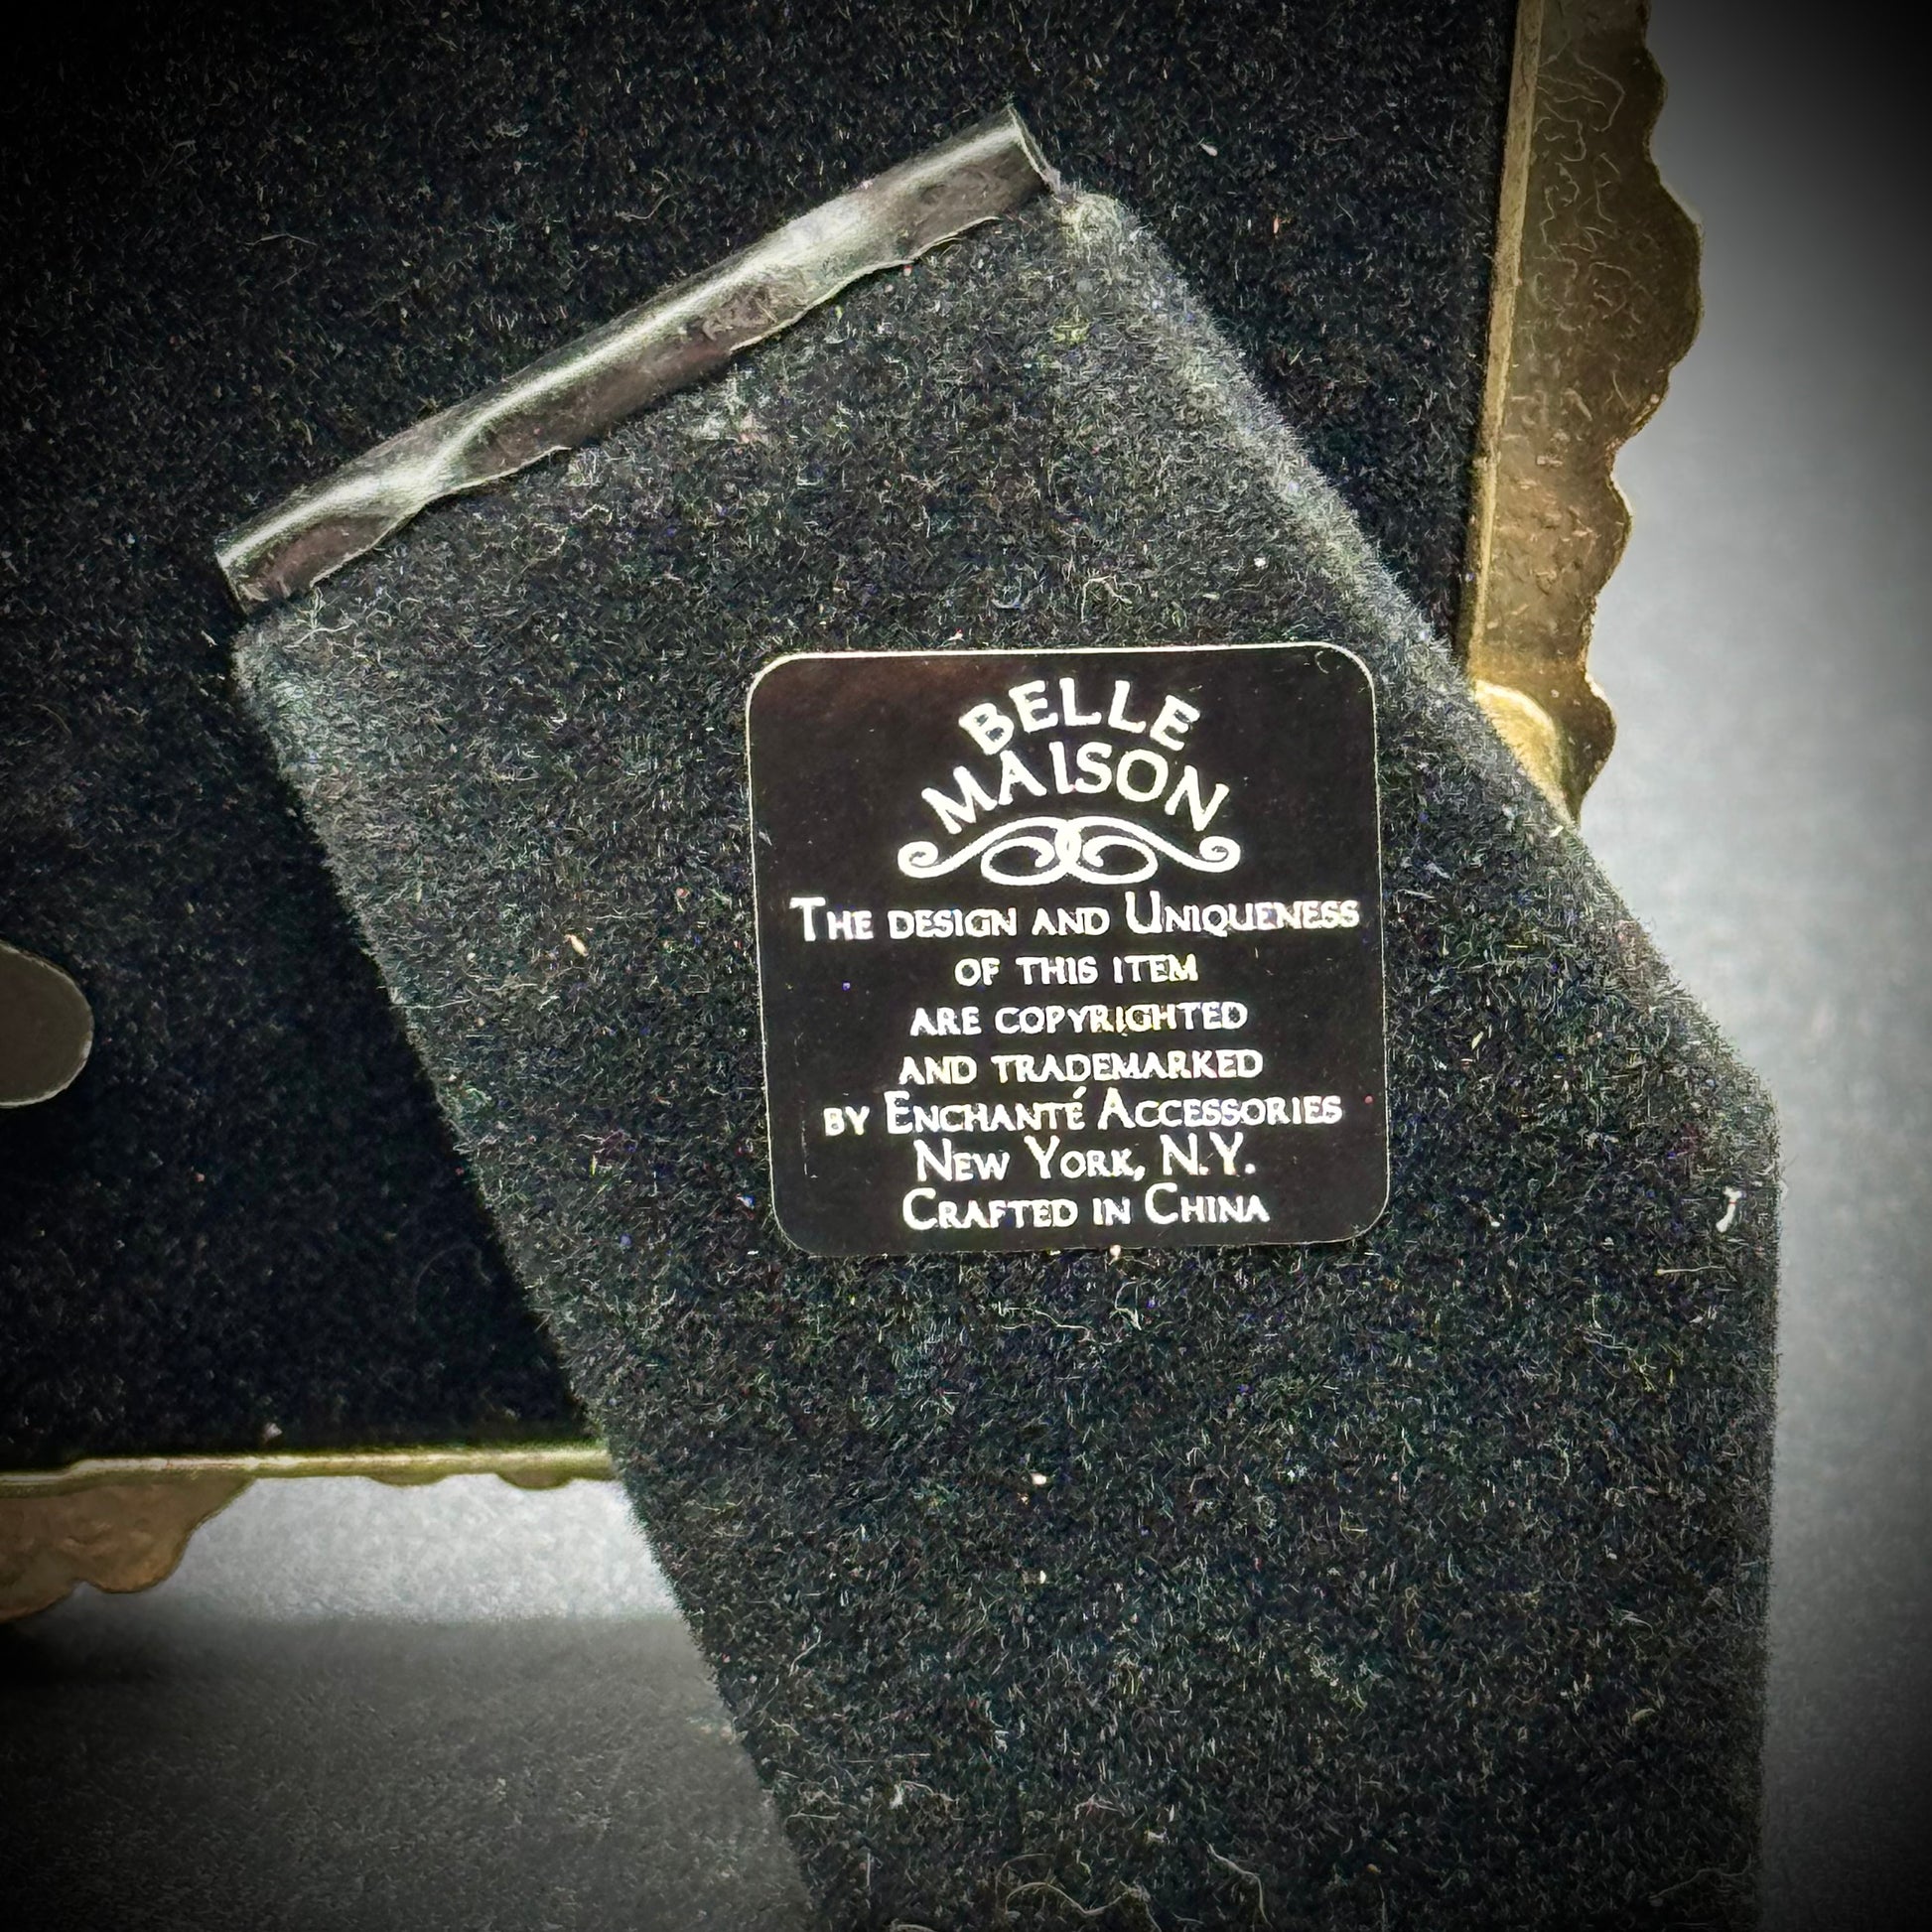 BELLE
MAISON
THE DESIGN AND UNIQUENESS
OF THIS ITEM
ARE COPYRIGHTED
AND TRADEMARKED
BY ENCHANTÉ ACCESSORIES
NEW YORK, N.Y.
CRAFTED IN CHINA